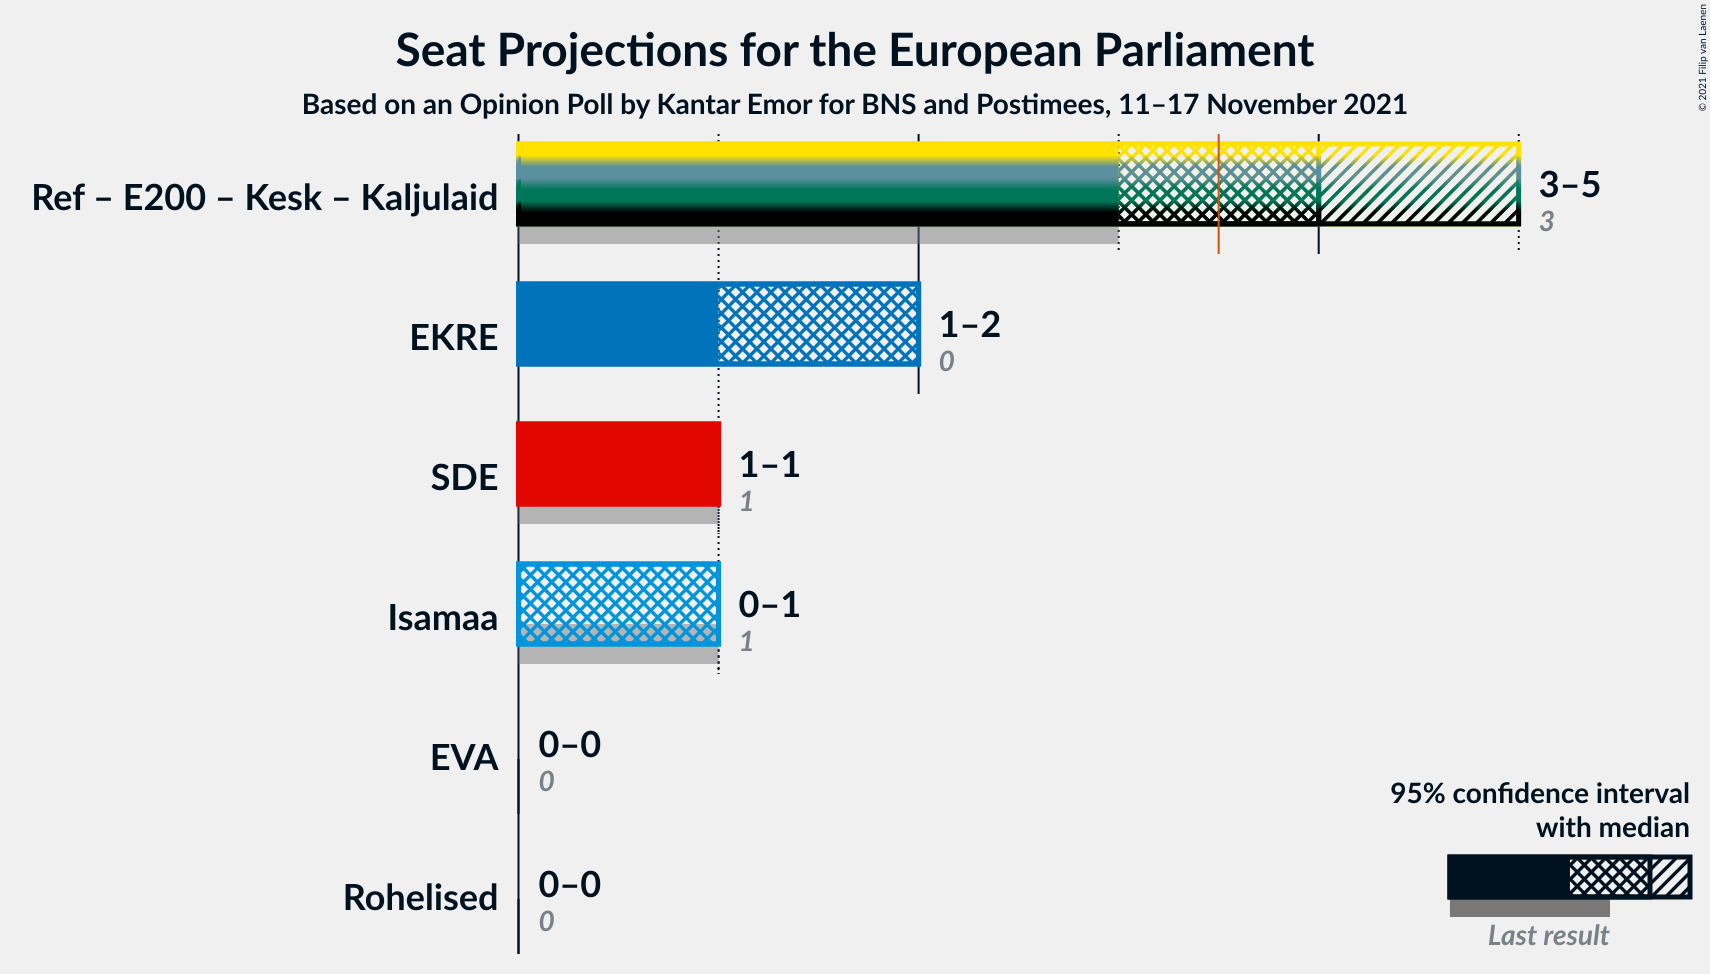 Seat Projections for the European Parliament
Based on an Opinion Poll by Kantar Emor for BNS and Postimees, 11–17 November 2021
© 2021 Filip van Laenen
Ref – E200 – Kesk – Kaljulaid
3–5
3
EKRE
1–2
0
SDE
1–1
1
Isamaa
0–1
1
EVA
0–0
0
Rohelised
0–0
0
95% confidence interval
with median
Last result